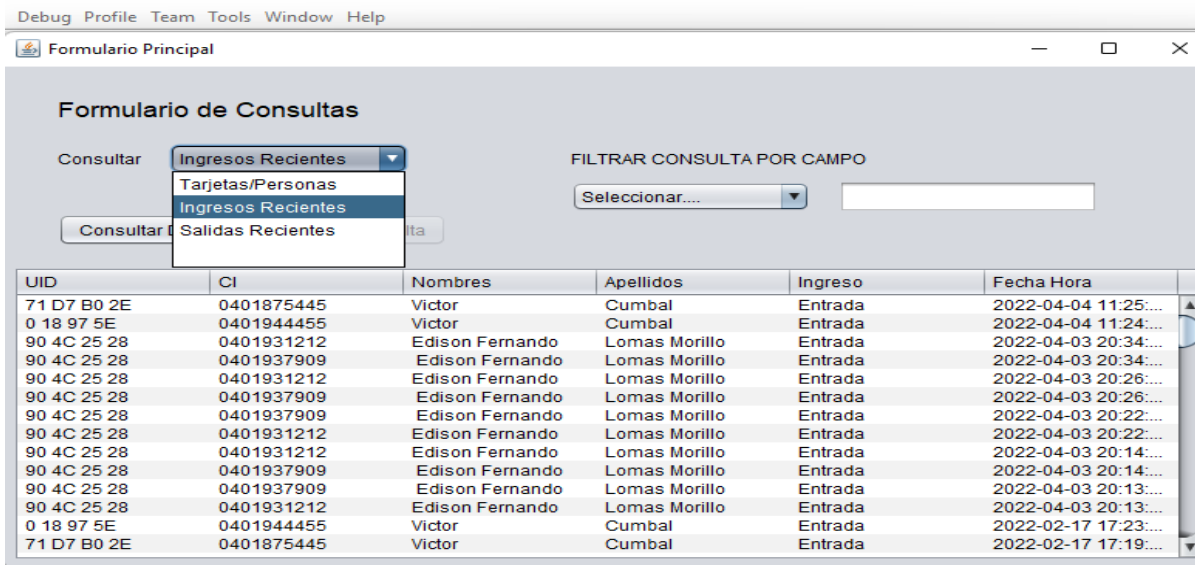 Debug Profile Team Tools Window Help
Formulario Principal
Formulario de Consultas
Consultar Ingresos Recientes FILTRAR CONSULTA POR CAMPO
Tarjetas/Personas
Seleccionar....
Ingresos Recientes
Consultar Salidas Recientes lta
UID CI Nombres Apellidos Ingreso Fecha Hora
71 D7 B0 2E 0401875445 Victor Cumbal Entrada 2022-04-04 11:25:...
0 18 97 5E 0401944455 Victor Cumbal Entrada 2022-04-04 11:24:...
90 4C 25 28 0401931212 Edison Fernando Lomas Morillo Entrada 2022-04-03 20:34:...
90 4C 25 28 0401937909 Edison Fernando Lomas Morillo Entrada 2022-04-03 20:34:...
90 4C 25 28 0401931212 Edison Fernando Lomas Morillo Entrada 2022-04-03 20:26:...
90 4C 25 28 0401937909 Edison Fernando Lomas Morillo Entrada 2022-04-03 20:26:...
90 4C 25 28 0401937909 Edison Fernando Lomas Morillo Entrada 2022-04-03 20:22:...
90 4C 25 28 0401931212 Edison Fernando Lomas Morillo Entrada 2022-04-03 20:22:...
90 4C 25 28 0401931212 Edison Fernando Lomas Morillo Entrada 2022-04-03 20:14:...
90 4C 25 28 0401937909 Edison Fernando Lomas Morillo Entrada 2022-04-03 20:14:...
90 4C 25 28 0401937909 Edison Fernando Lomas Morillo Entrada 2022-04-03 20:13:...
90 4C 25 28 0401931212 Edison Fernando Lomas Morillo Entrada 2022-04-03 20:13:...
0 18 97 5E 0401944455 Victor Cumbal Entrada 2022-02-17 17:23:...
71 D7 B0 2E 0401875445 Victor Cumbal Entrada 2022-02-17 17:19:...